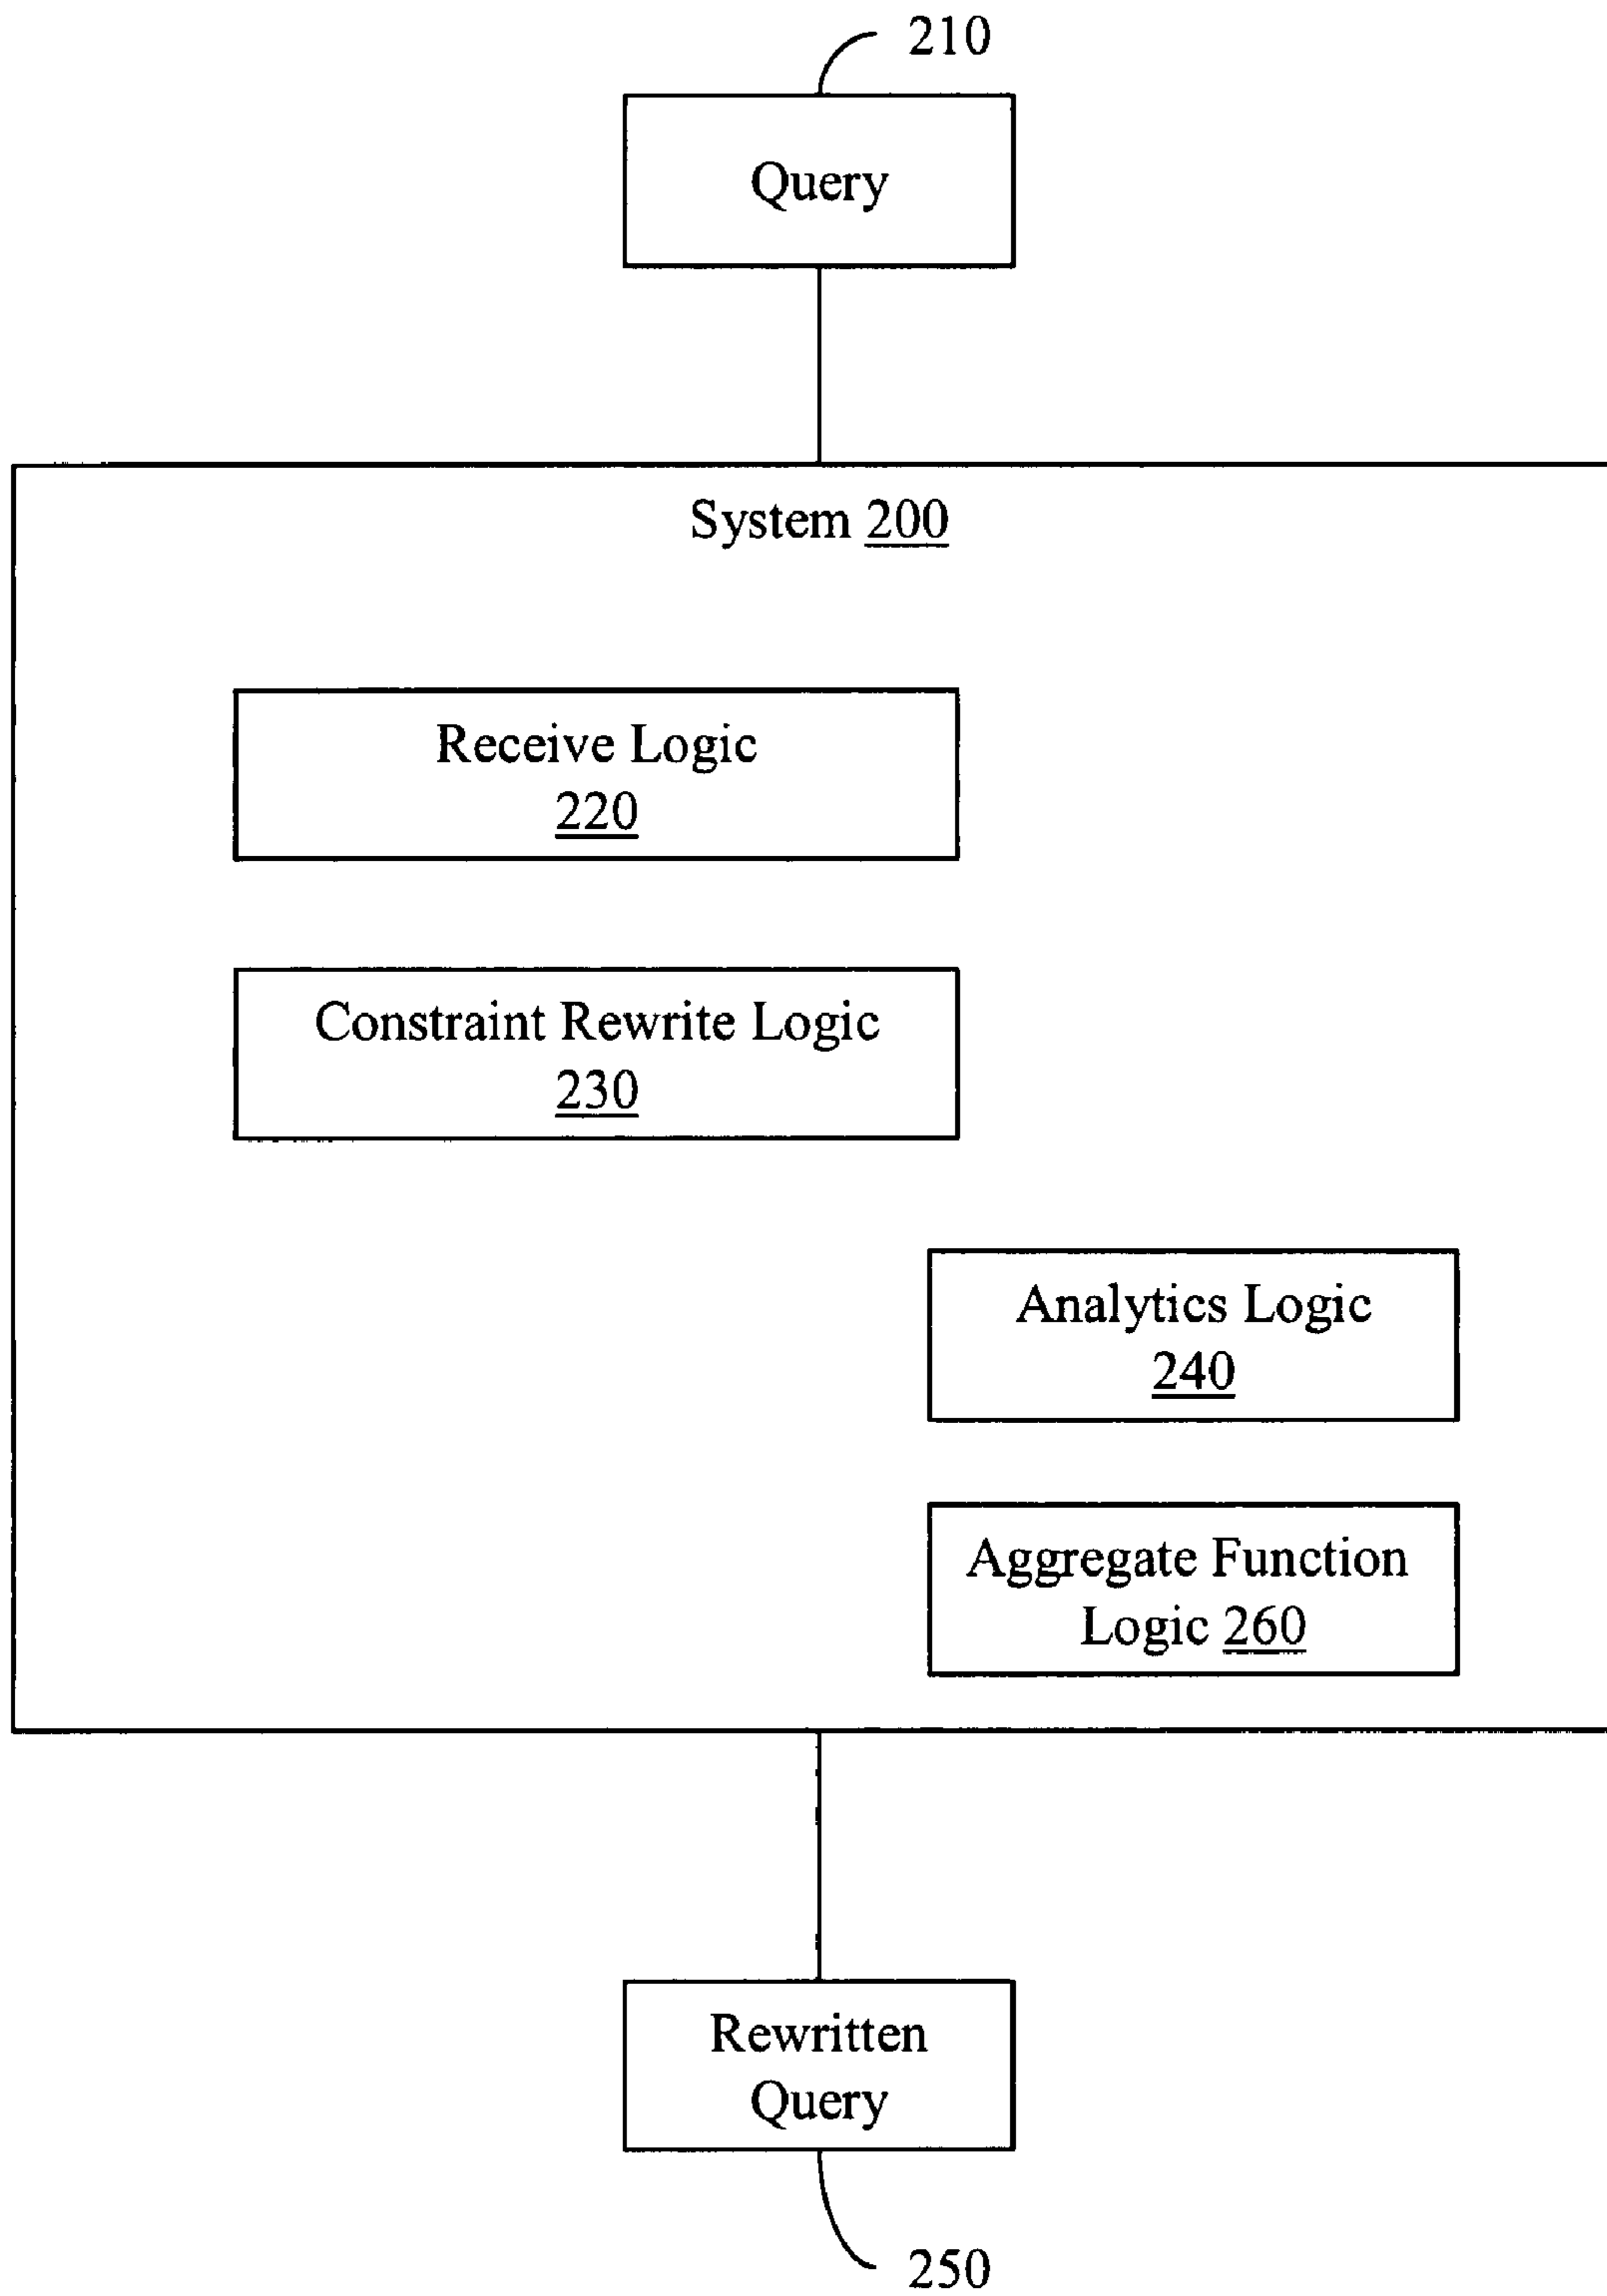 210
Query
System 200
Receive Logic
220
Constraint Rewrite Logic
230
Analytics Logic
240
Aggregate Function
Logic 260
Rewritten
Query
250